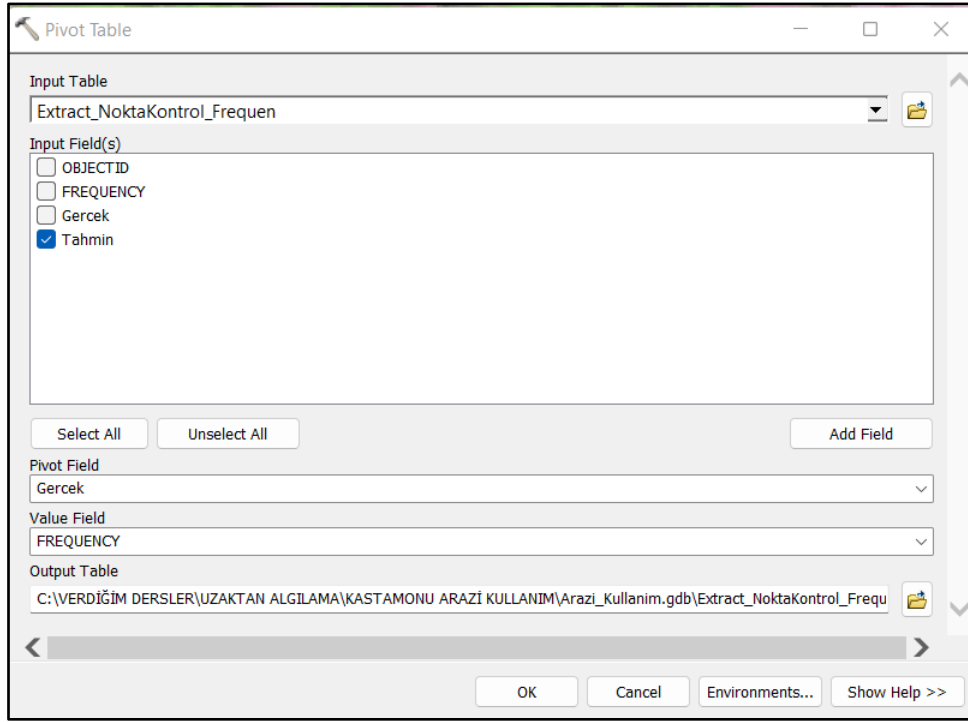 Pivot Table
Input Table
Extract_NoktaKontrol_Frequen
Input Field(s)
OBJECTID
FREQUENCY
Gercek
Tahmin
Select All Unselect All Add Field
Pivot Field
Gercek
Value Field
FREQUENCY
Output Table
C:\VERDİĞİM DERSLER\UZAKTAN ALGILAMA\KASTAMONU ARAZİ KULLANIM\Arazi_Kullanim.gdb\Extract_NoktaKontrol_Frequ
OK Cancel Environments... Show Help >>